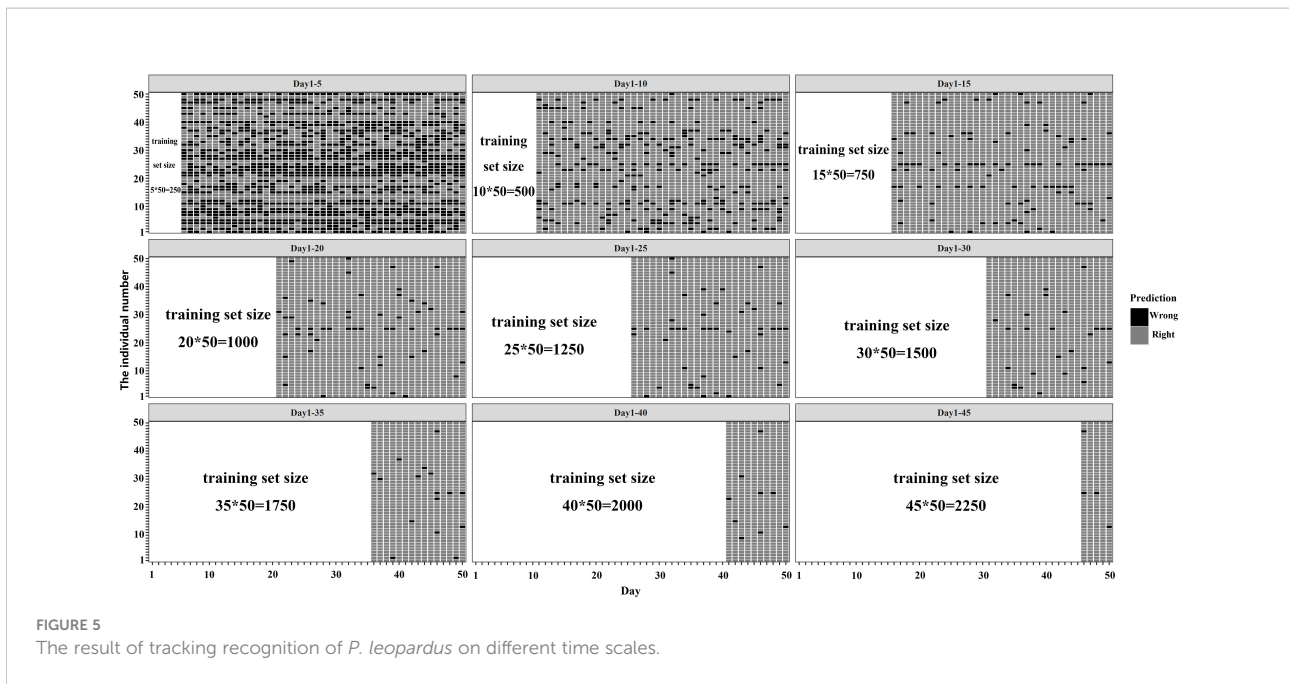 Day1-5
Day1-10
Day1-15
50
40
30
20
10
1
training
set size
5*50=250
training
set size
10*50=500
training set size
15*50=750
Day1-20
Day1-25
Day1-30
The individual number
50
40
30
20
10
1
training set size
20*50=1000
training set size
25*50=1250
training set size
30*50=1500
Prediction
Wrong
Right
Day1-35
Day1-40
Day1-45
50
40
30
20
10
1
training set size
35*50=1750
training set size
40*50=2000
training set size
45*50=2250
1 10 20 30 40 50
1 10 20 30 40 50
1 10 20 30 40 50
Day
FIGURE 5
The result of tracking recognition of P. leopardus on different time scales.